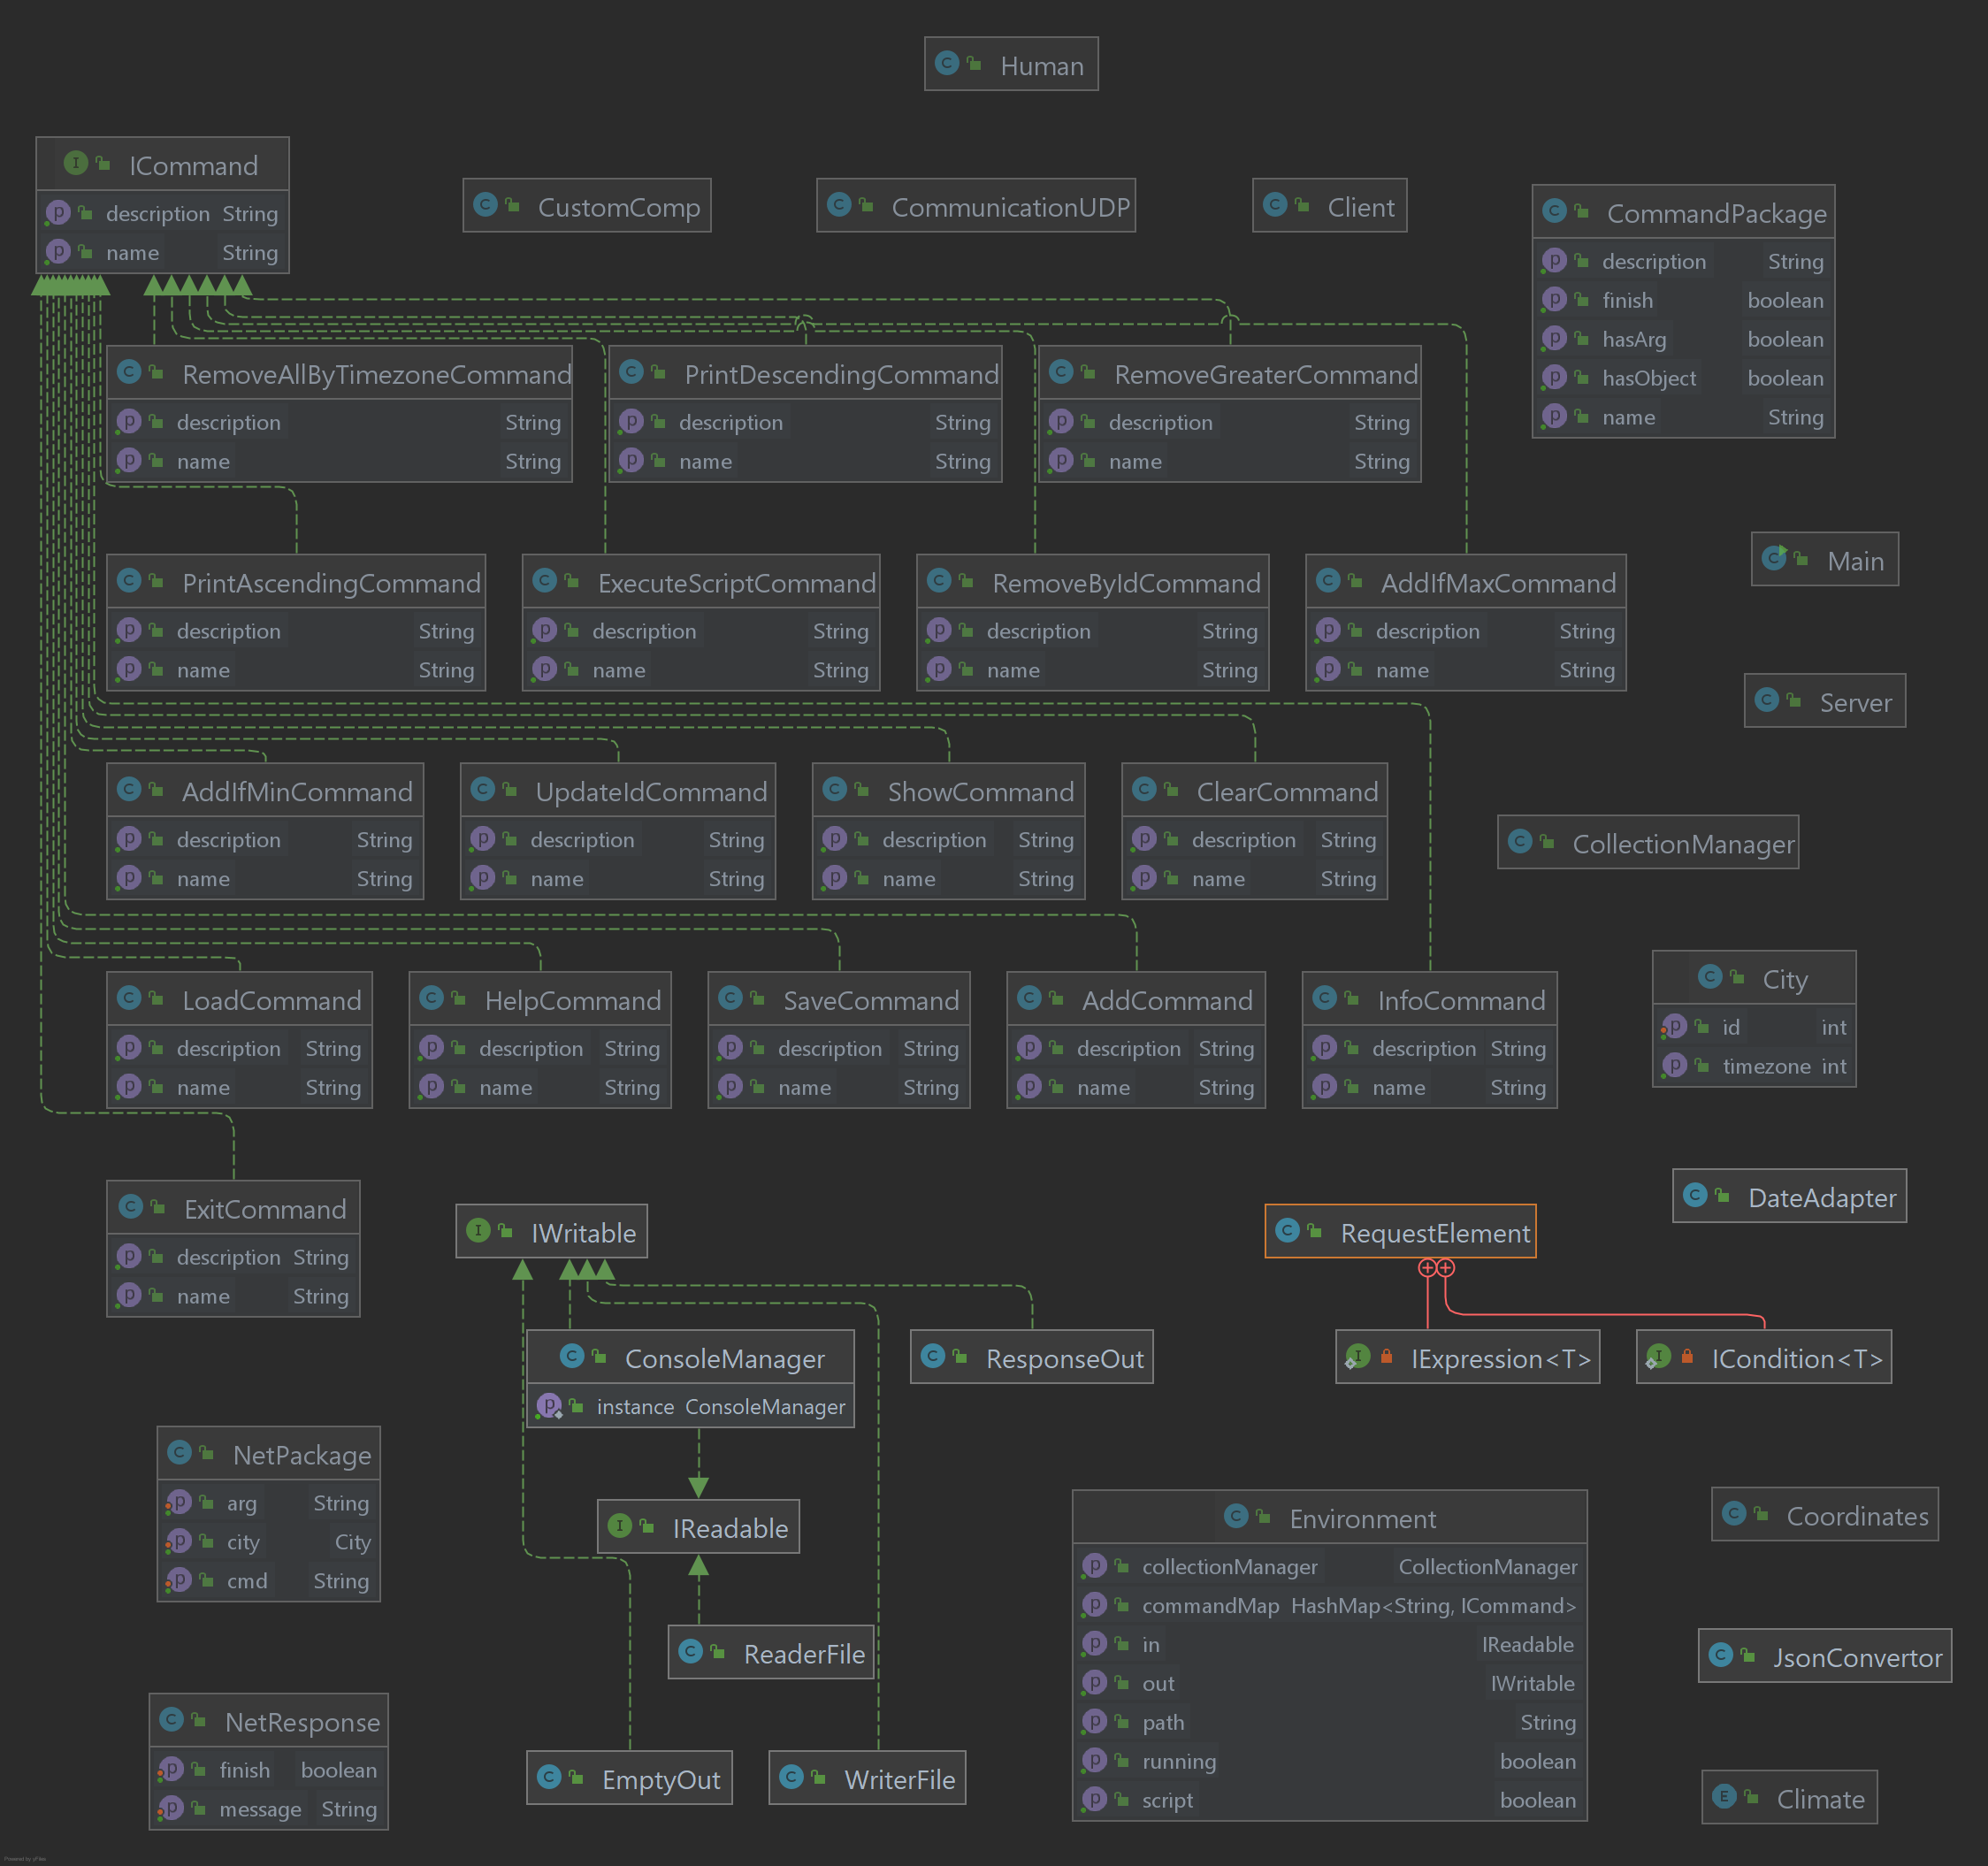 Human
ICommand
description String
name String
CustomComp
CommunicationUDP
Client
CommandPackage
description String
finish boolean
hasArg boolean
hasObject boolean
name String
RemoveAllByTimezoneCommand
description String
name String
PrintDescendingCommand
description String
name String
RemoveGreaterCommand
description String
name String
PrintAscendingCommand
description String
name String
ExecuteScriptCommand
description String
name String
RemoveByIdCommand
description String
name String
AddIfMaxCommand
description String
name String
Main
Server
AddIfMinCommand
description String
name String
UpdateIdCommand
description String
name String
ShowCommand
description String
name String
ClearCommand
description String
name String
CollectionManager
LoadCommand
description String
name String
HelpCommand
description String
name String
SaveCommand
description String
name String
AddCommand
description String
name String
InfoCommand
description String
name String
City
id int
timezone int
ExitCommand
description String
name String
IWritable
RequestElement
DateAdapter
ConsoleManager
instance ConsoleManager
ResponseOut
IExpression<T>
ICondition<T>
NetPackage
arg String
city City
cmd String
IReadable
Environment
collectionManager CollectionManager
commandMap HashMap<String, ICommand>
in IReadable
out IWritable
path String
running boolean
script boolean
Coordinates
ReaderFile
JsonConvertor
NetResponse
finish boolean
message String
EmptyOut
WriterFile
Climate
Powered by yFiles